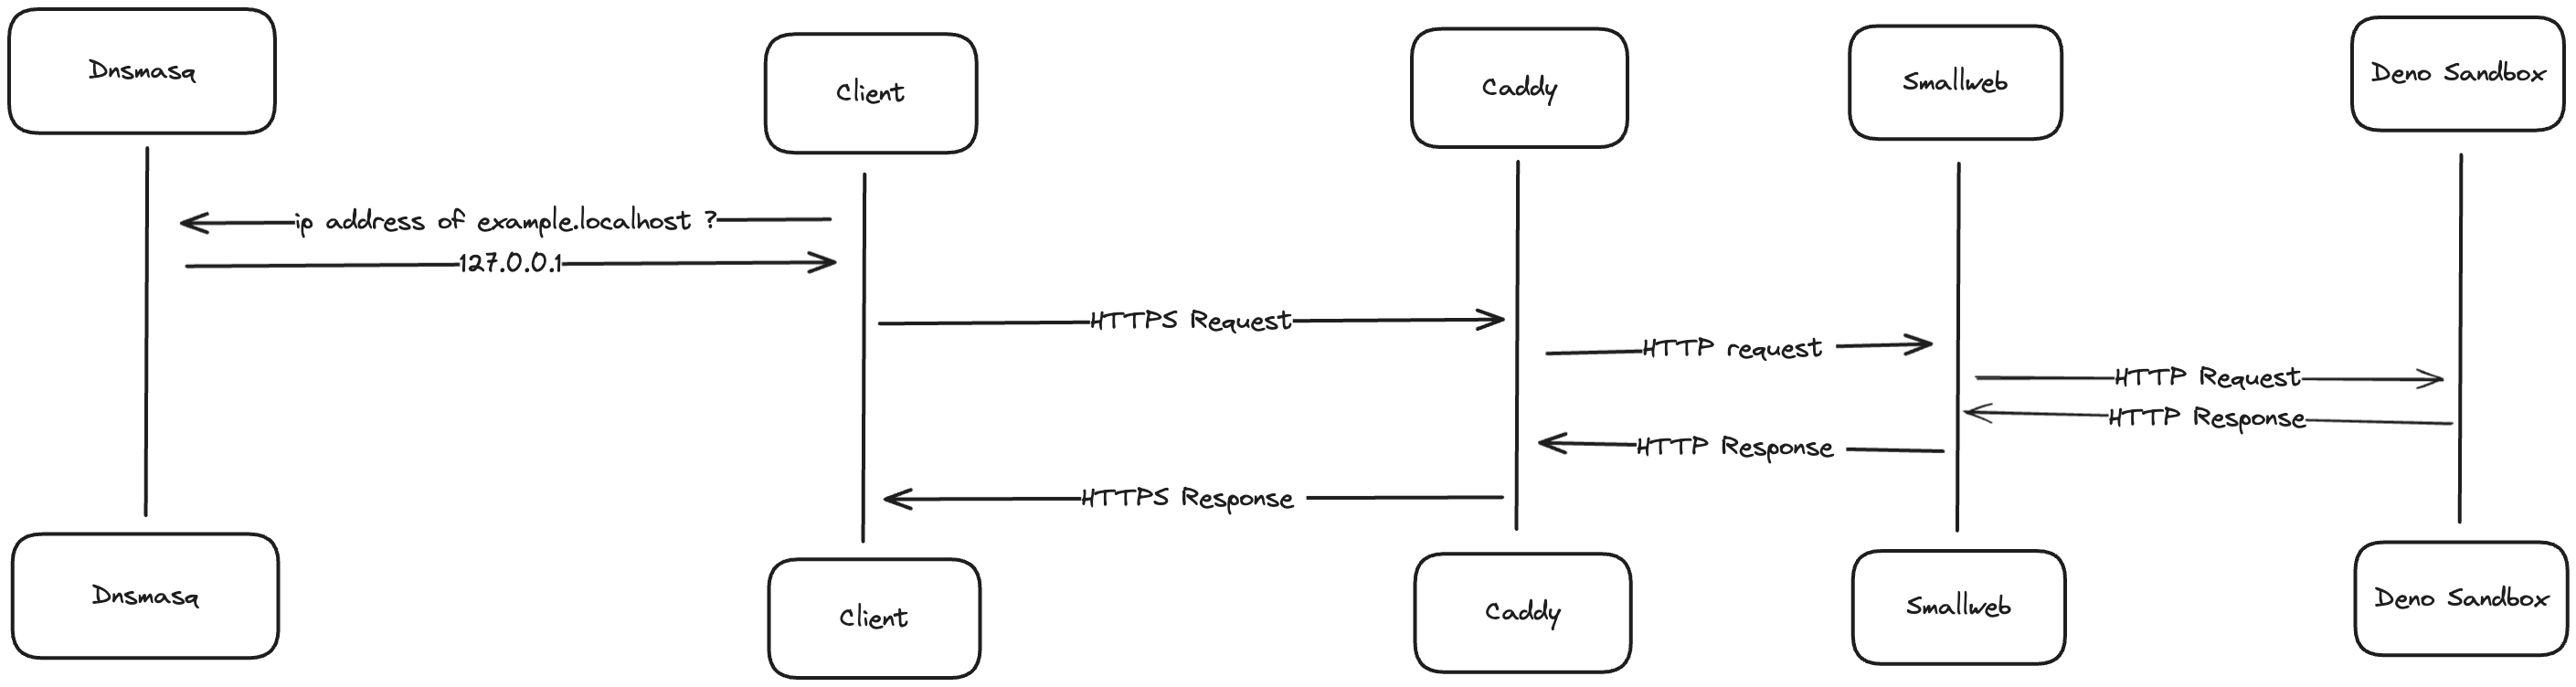 Dnsmasq
Client
Caddy
Smallweb
Deno Sandbox
ip address of example.localhost ?
127.0.0.1
HTTPS Request
HTTP request
HTTP Request
HTTP Response
HTTP Response
HTTPS Response
Dnsmasq
Client
Caddy
Smallweb
Deno Sandbox